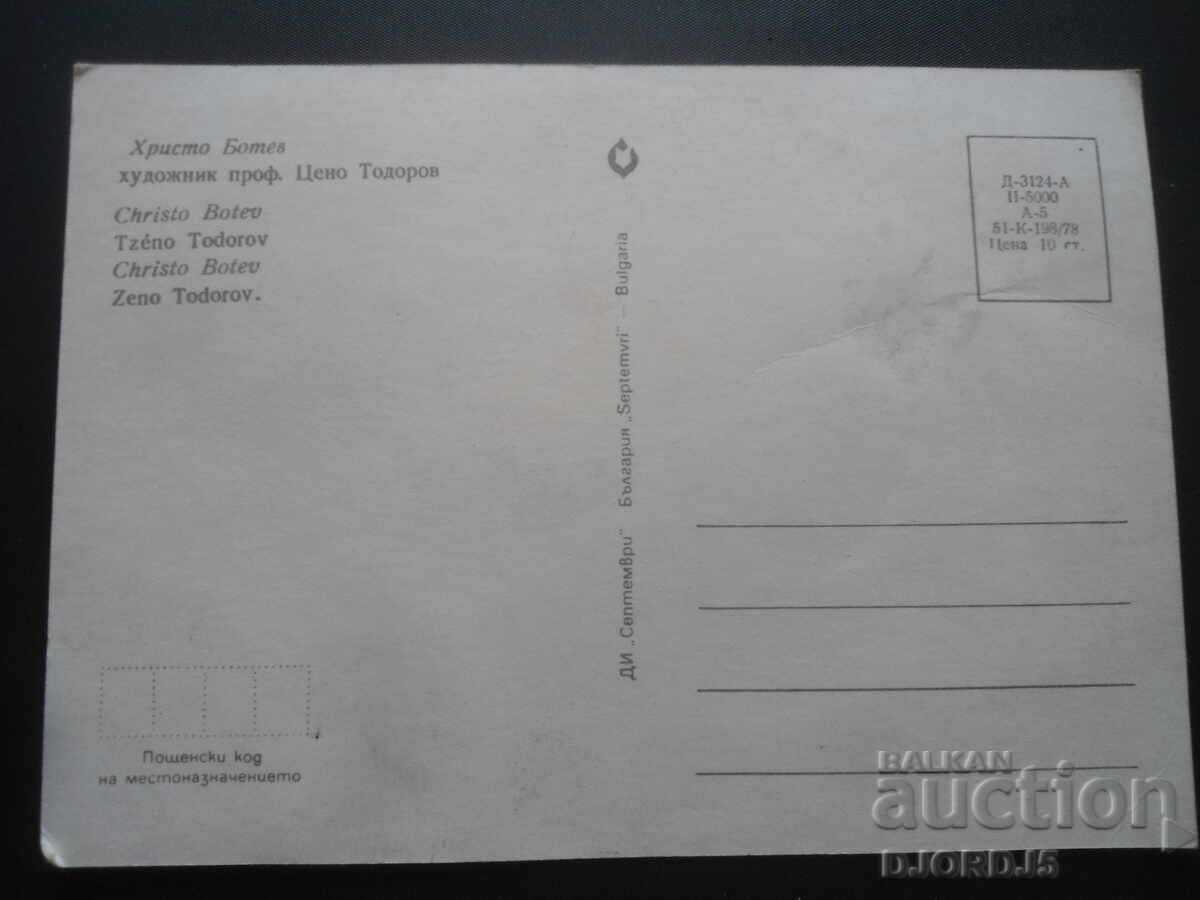 Христо Ботев
художник проф. Цено Тодоров
Christo Botev
Tzéno Todorov
Christo Botev
Zeno Todorov.
ДИ „Септември" България „Septemvri" — Bulgaria
Д-3124-А
II-5000
А-5
51-К-198/78
Цена 10 ст.
Пощенски код
на местоназначението
BALKAN
auction
DJORDJ5